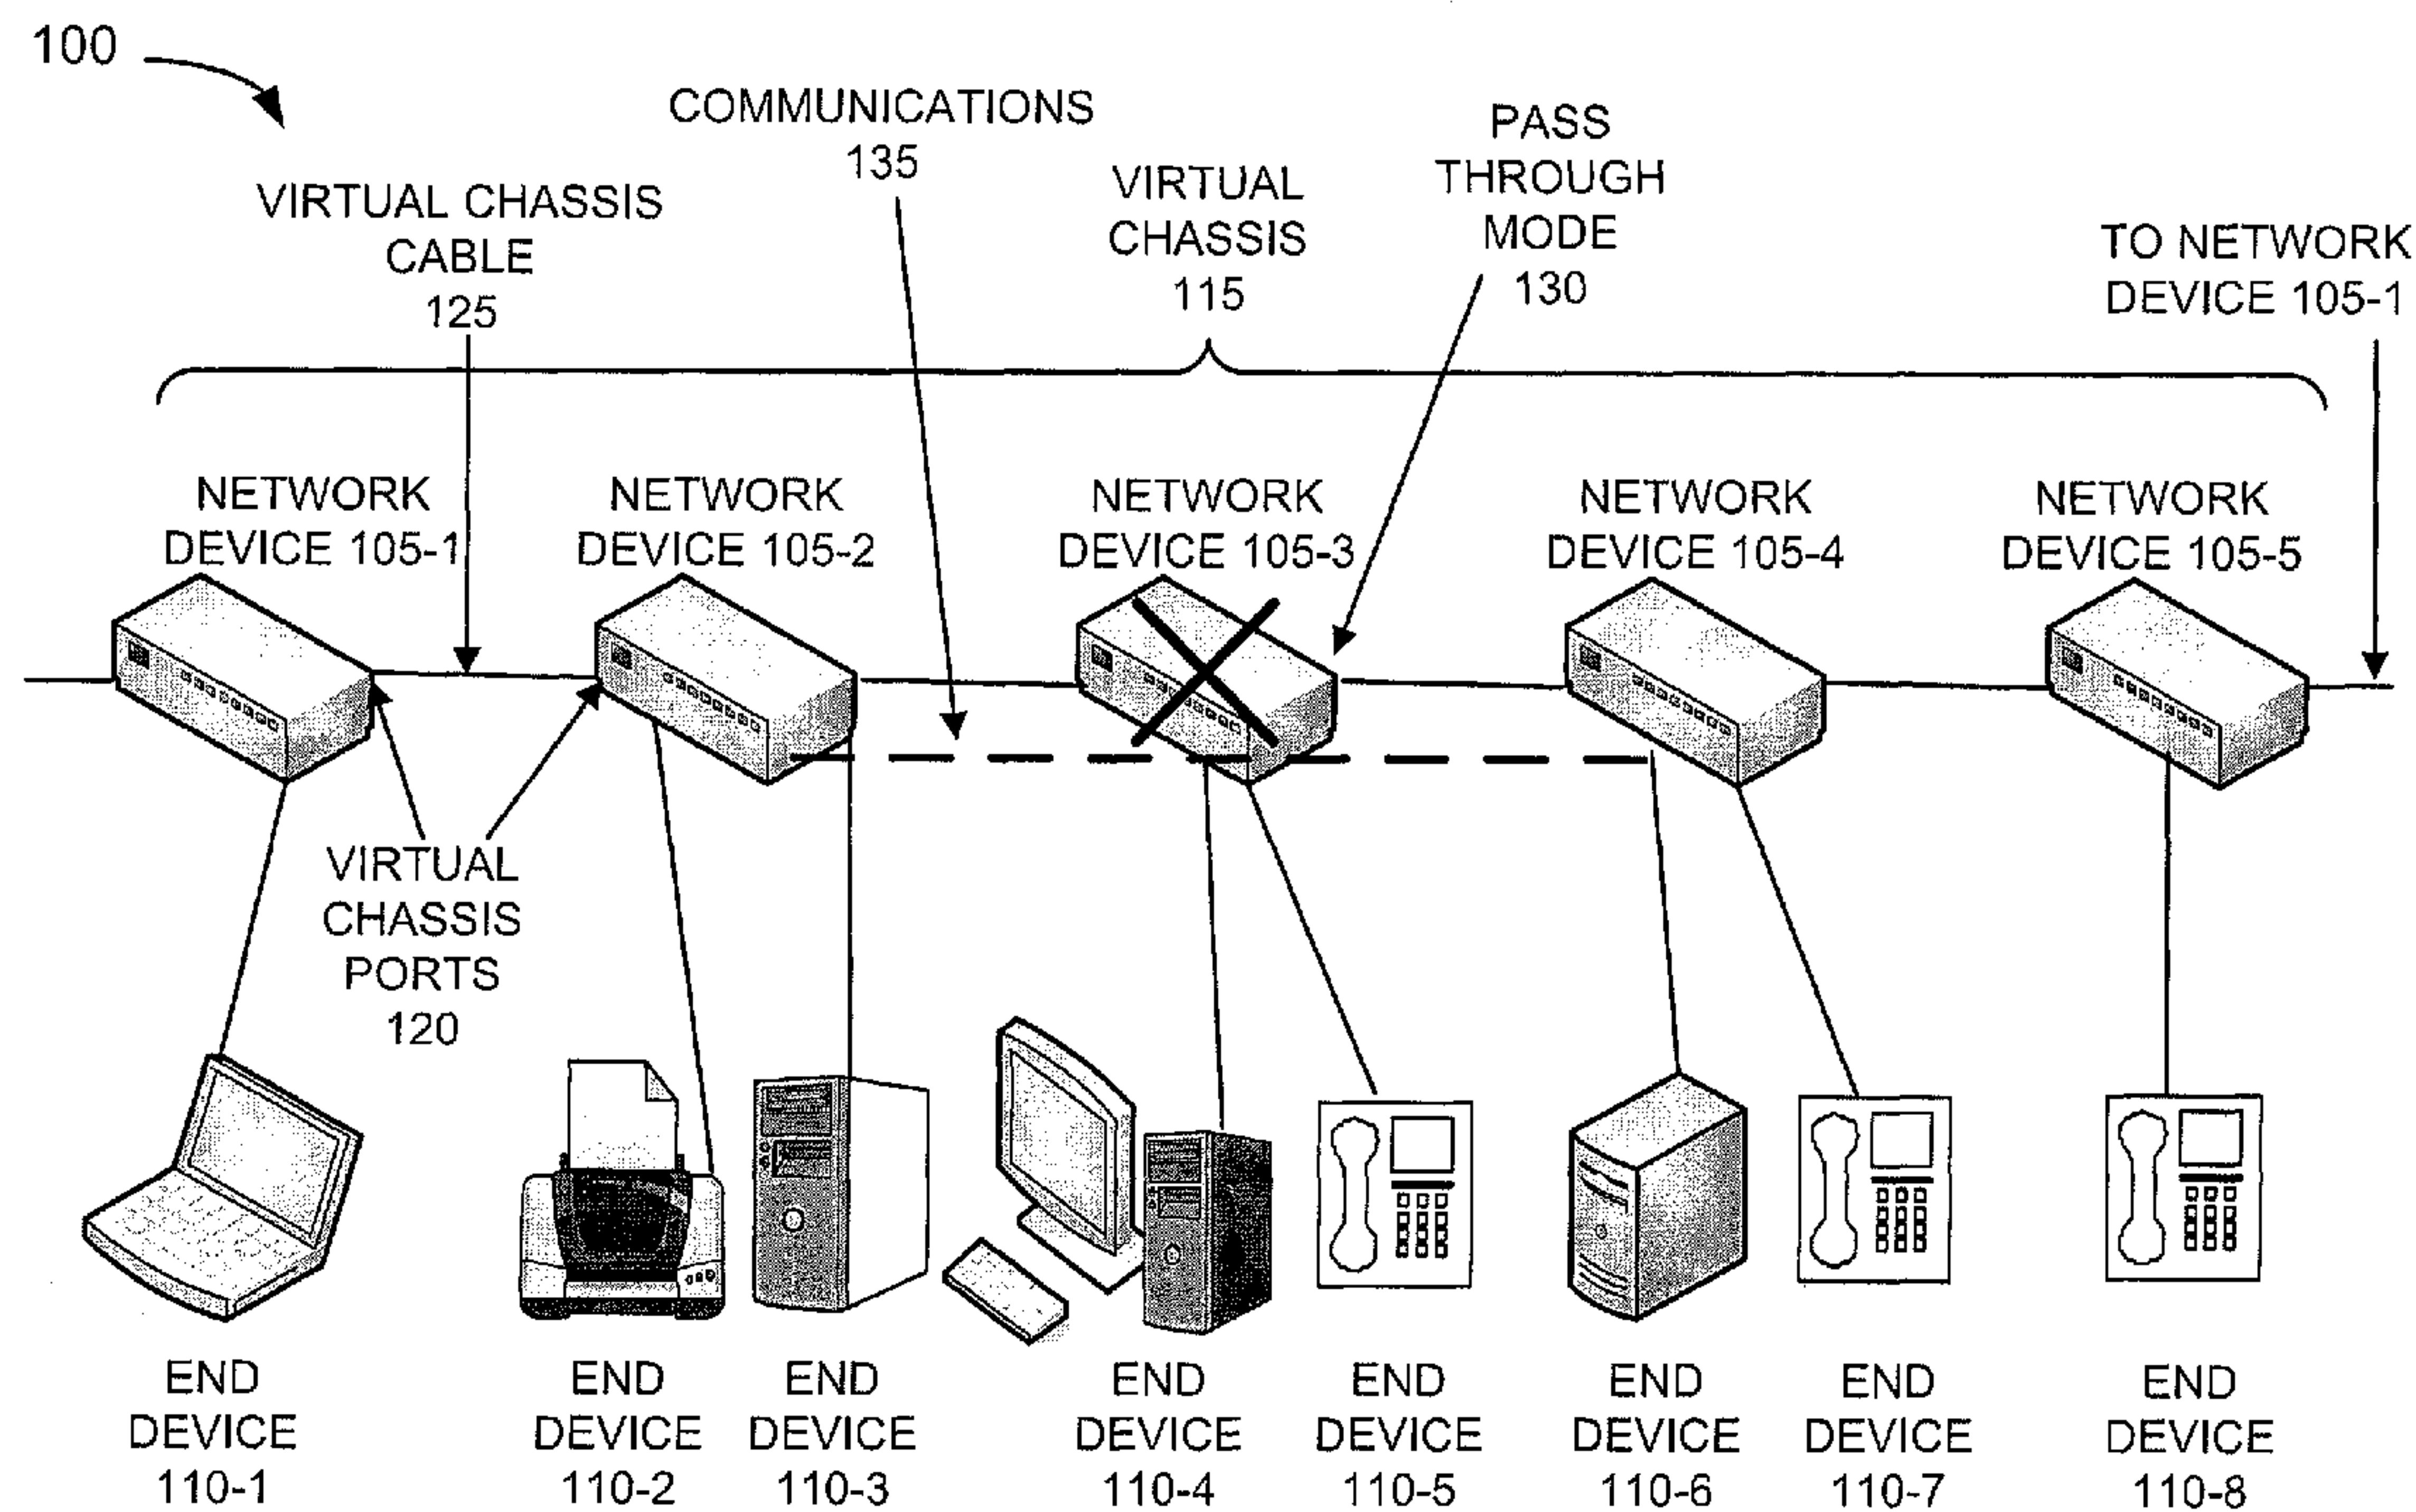 100
COMMUNICATIONS
135
PASS
THROUGH
MODE
130
VIRTUAL
CHASSIS
115
VIRTUAL CHASSIS
CABLE
125
TO NETWORK
DEVICE 105-1
NETWORK
DEVICE 105-1
NETWORK
DEVICE 105-2
NETWORK
DEVICE 105-3
NETWORK
DEVICE 105-4
NETWORK
DEVICE 105-5
VIRTUAL
CHASSIS
PORTS
120
END
DEVICE
110-1
END
DEVICE
110-2
END
DEVICE
110-3
END
DEVICE
110-4
END
DEVICE
110-5
END
DEVICE
110-6
END
DEVICE
110-7
END
DEVICE
110-8